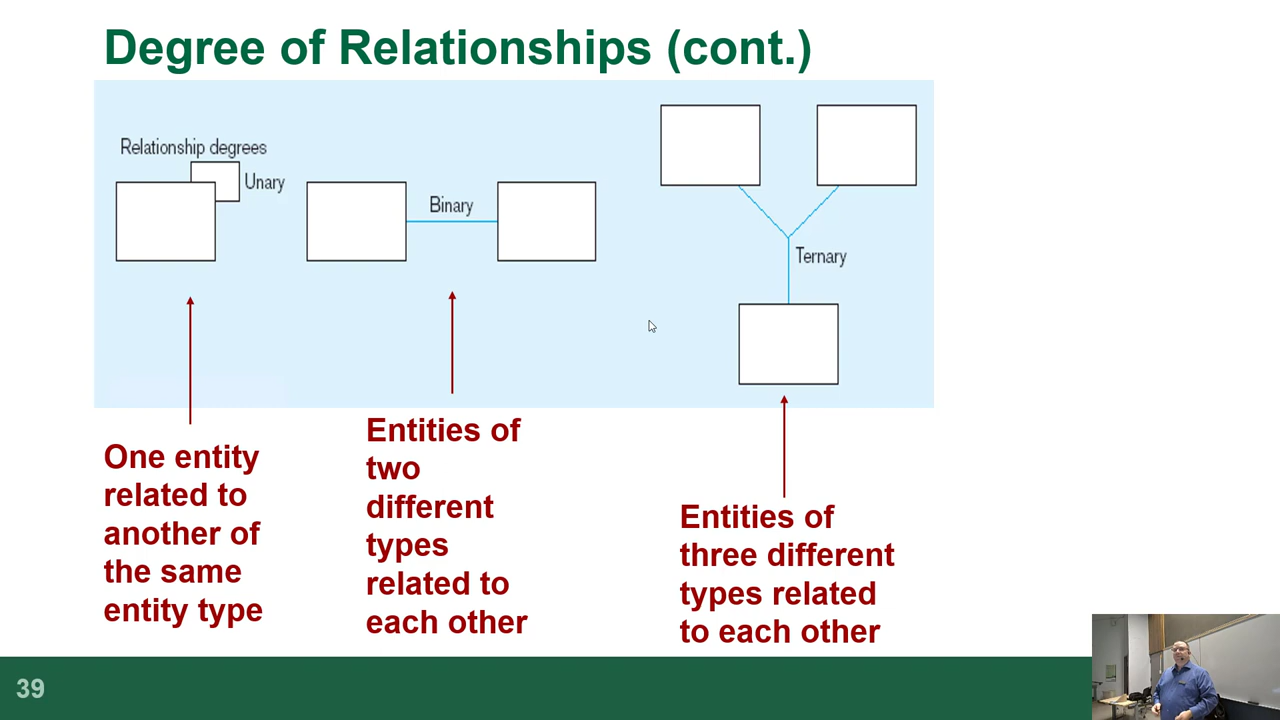 Degree of Relationships (cont.)
Relationship degrees
Unary
Binary
Ternary
One entity
related to
another of
the same
entity type
Entities of
two
different
types
related to
each other
Entities of
three different
types related
to each other
39